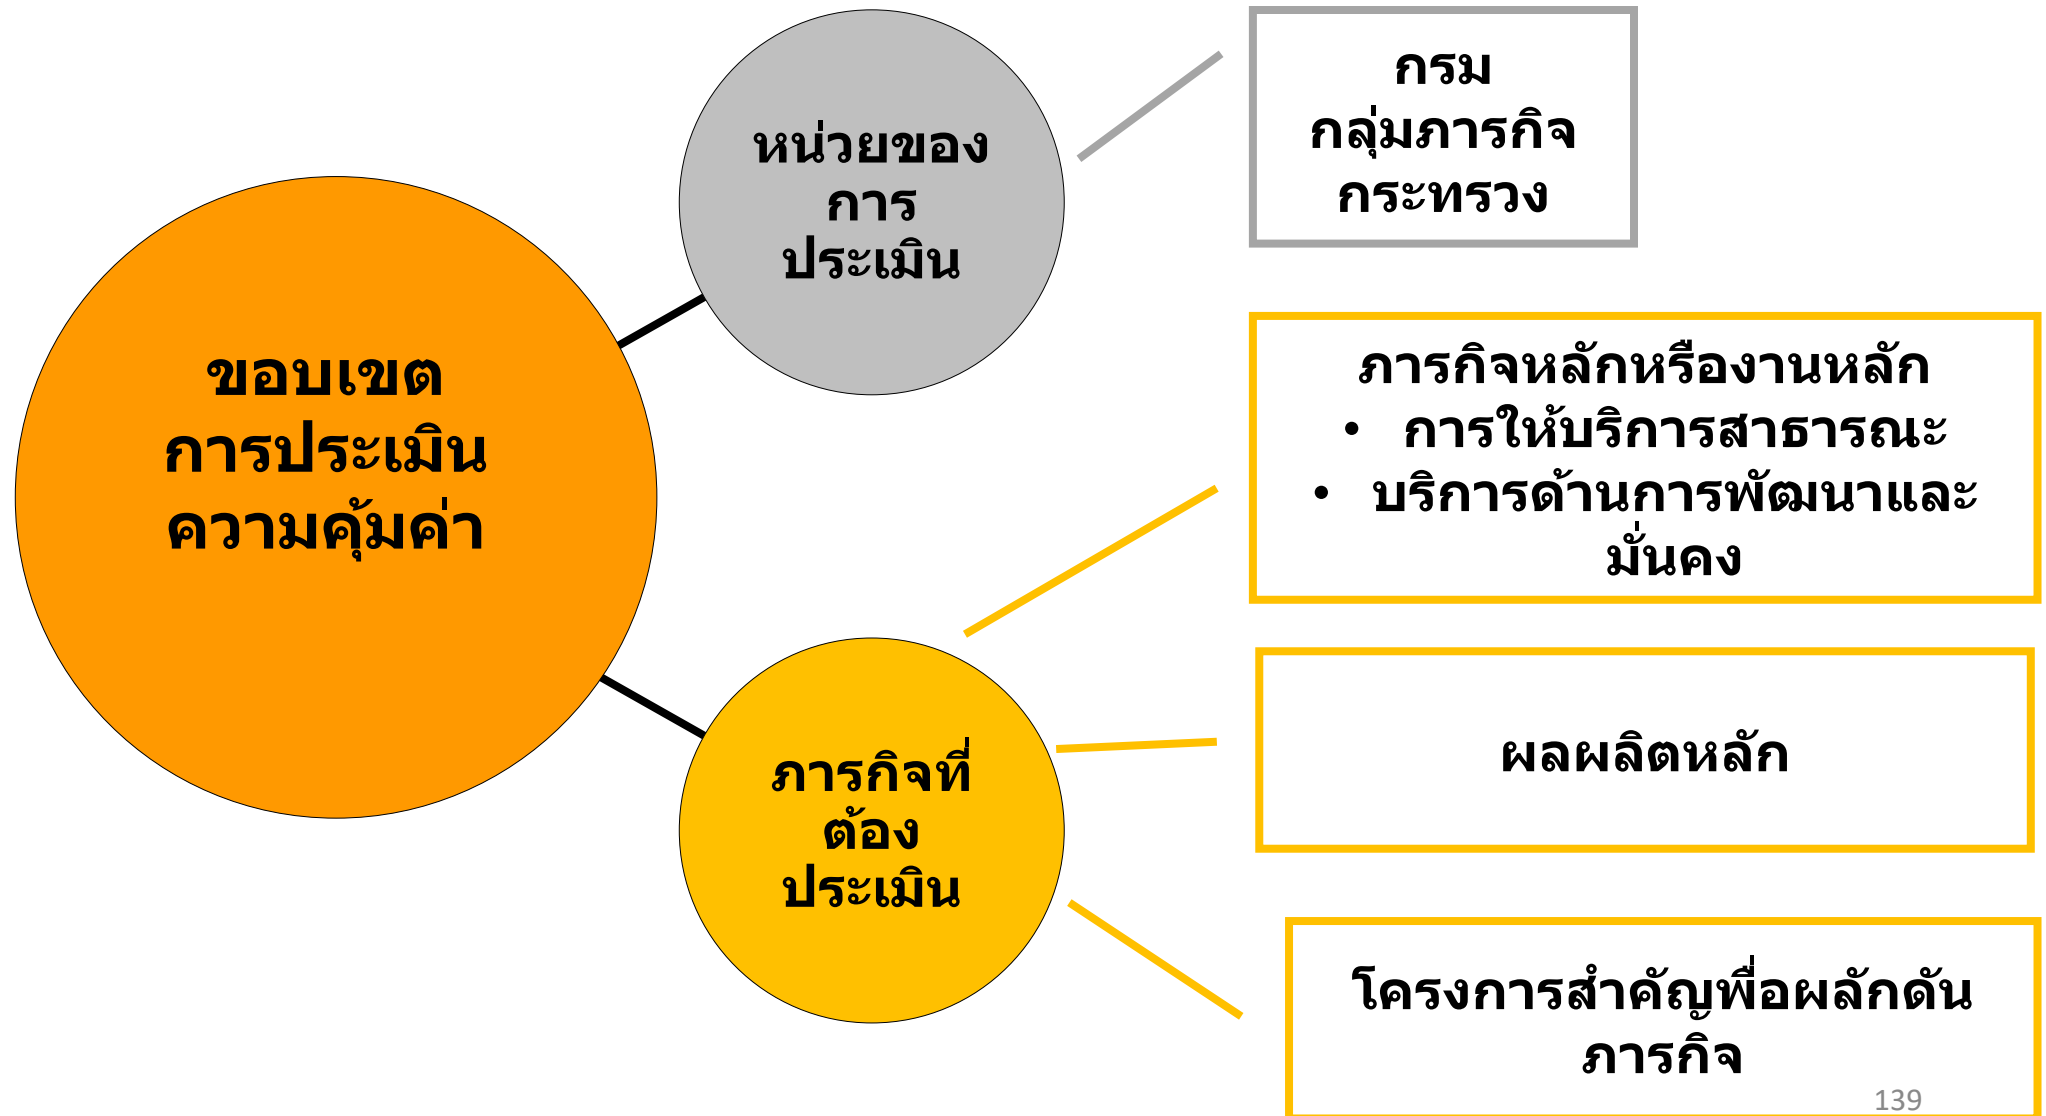 ขอบเขต
การประเมิน
ความคุ้มค่า
หน่วยของ
การ
ประเมิน
กรม
กลุ่มภารกิจ
กระทรวง
ภารกิจที่
ต้อง
ประเมิน
ภารกิจหลักหรืองานหลัก
• การให้บริการสาธารณะ
• บริการด้านการพัฒนาและ
มั่นคง
ผลผลิตหลัก
โครงการสำคัญพื่อผลักดัน
ภารกิจ
139